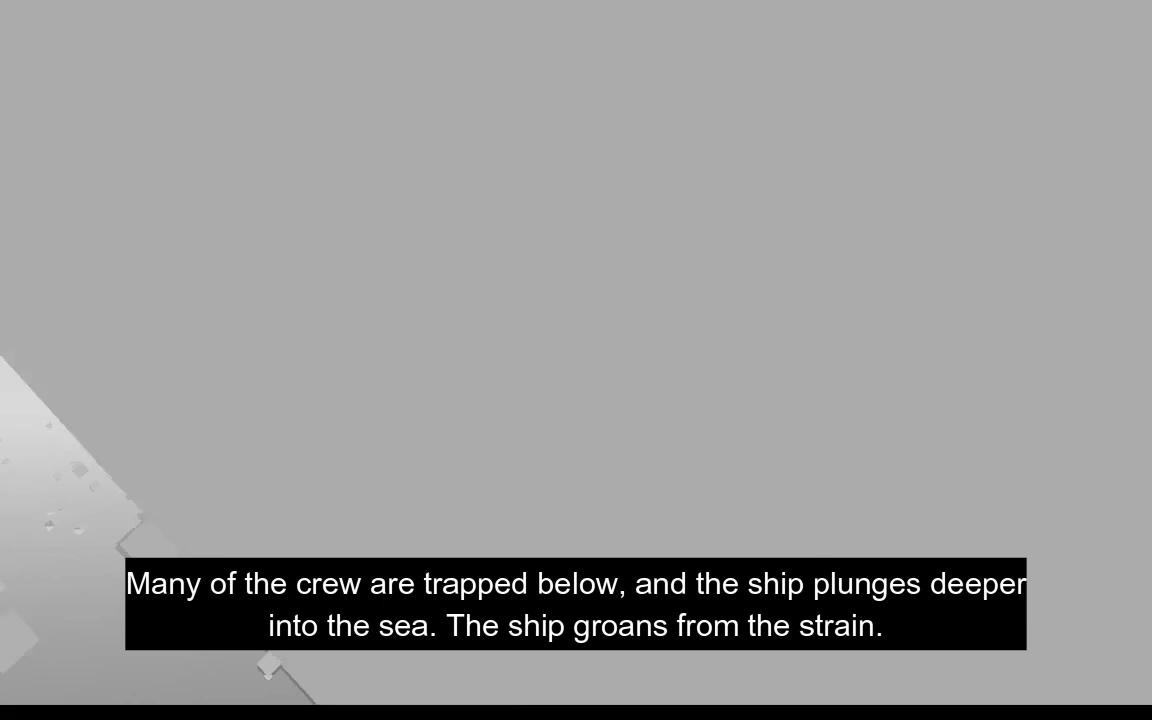 Many of the crew are trapped below, and the ship plunges deeper
into the sea. The ship groans from the strain.